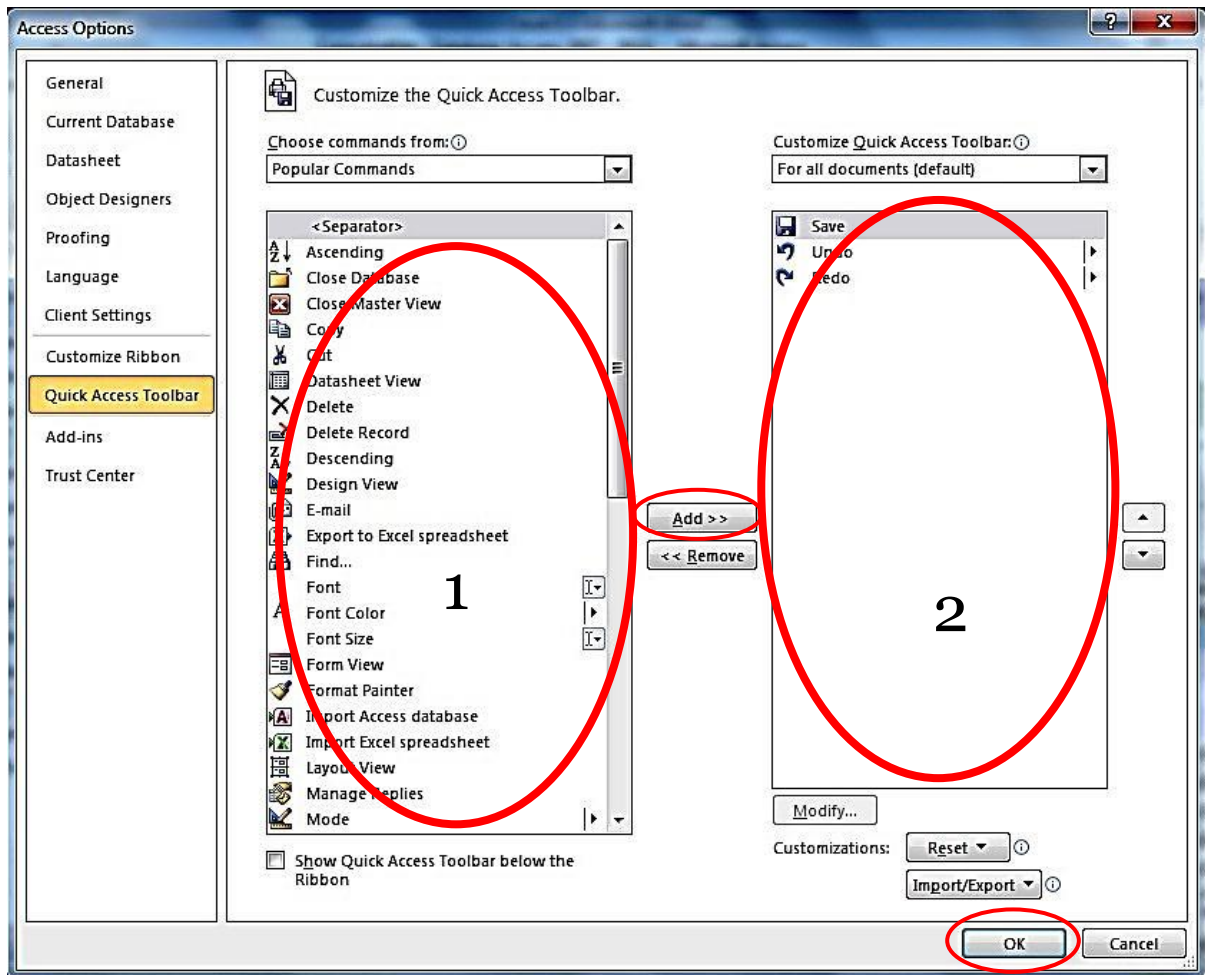 Access Options
General
Current Database
Datasheet
Object Designers
Proofing
Language
Client Settings
Customize Ribbon
Quick Access Toolbar
Add-ins
Trust Center
Customize the Quick Access Toolbar.
Choose commands from:
Popular Commands
<Separator>
Ascending
Close Database
Close Master View
Copy
Cut
Datasheet View
Delete
Delete Record
Descending
Design View
E-mail
Export to Excel spreadsheet
Find...
Font
Font Color
Font Size
Form View
Format Painter
Import Access database
Import Excel spreadsheet
Layout View
Manage Replies
Mode
1
Show Quick Access Toolbar below the
Ribbon
Add >>
<< Remove
Customize Quick Access Toolbar:
For all documents (default)
Save
Undo
Redo
2
Modify...
Customizations:
Reset
Import/Export
OK
Cancel